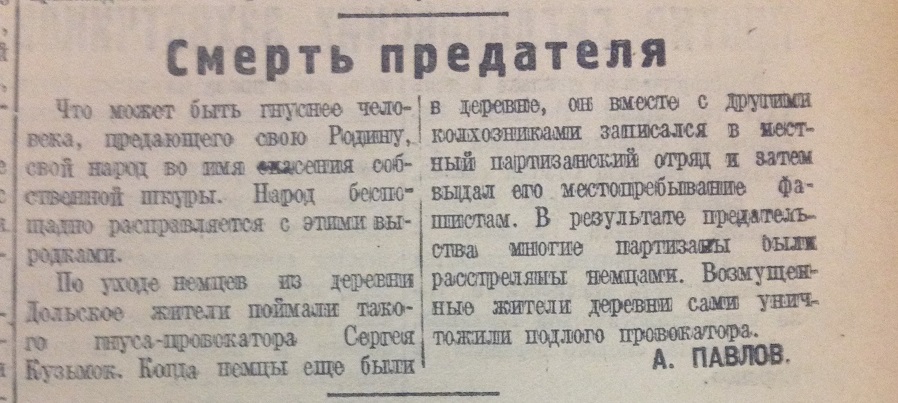 Смерть предателя
Что может быть гнуснее чело-
века, предающего свою Родину,
свой народ во имя спасения соб-
ственной шкуры. Народ беспо-
щадно расправляется с этими вы-
родками.
По уходе немцев из деревни
Дольское жители поймали тако-
го гнуса-провокатора Сергея
Кузьмок. Когда немцы еще были
в деревне, он вместе с другими
колхозниками записался в мест-
ный партизанский отряд и затем
выдал его местопребывание фа-
шистам. В результате предатель-
ства многие партизаны были
расстреляны немцами. Возмущен-
ные жители деревни сами унич-
тожили подлого провокатора.
А. ПАВЛОВ.